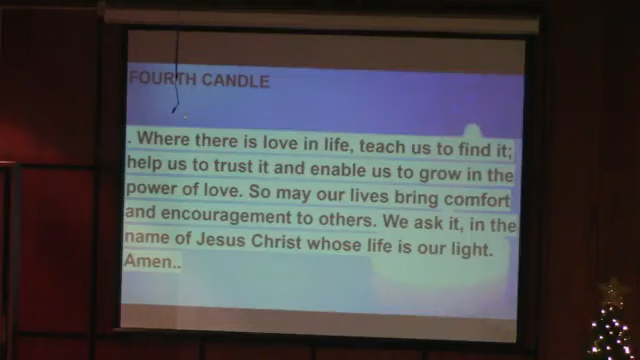 FOURTH CANDLE
. Where there is love in life, teach us to find it;
help us to trust it and enable us to grow in the
power of love. So may our lives bring comfort
and encouragement to others. We ask it, in the
name of Jesus Christ whose life is our light.
Amen..